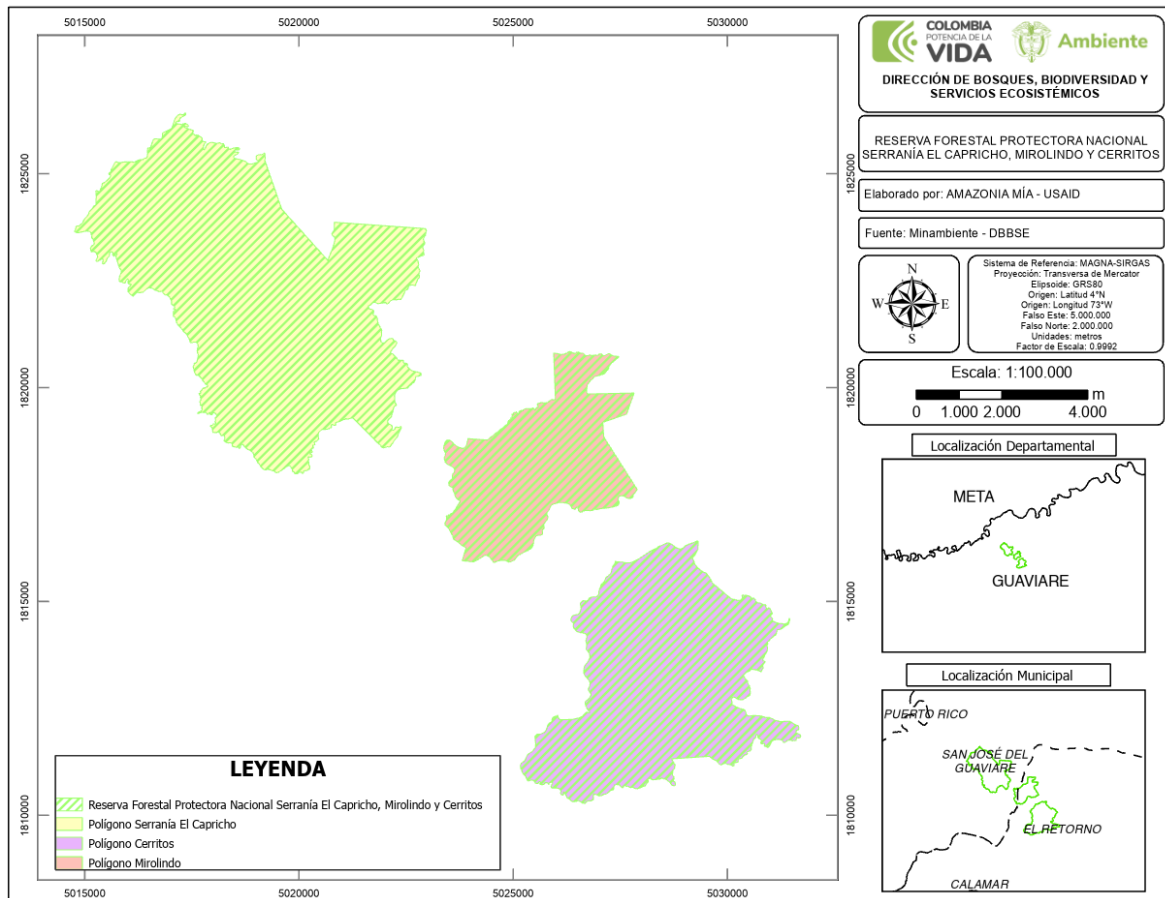 5015000
5020000
5025000
5030000
1825000
1825000
1820000
1820000
1815000
1815000
1810000
1810000
5015000
5020000
5025000
5030000
LEYENDA
Reserva Forestal Protectora Nacional Serranía El Capricho, Mirolindo y Cerritos
Polígono Serranía El Capricho
Polígono Cerritos
Polígono Mirolindo
COLOMBIA
POTENCIA DE LA
VIDA
Ambiente
DIRECCIÓN DE BOSQUES, BIODIVERSIDAD Y
SERVICIOS ECOSISTÉMICOS
RESERVA FORESTAL PROTECTORA NACIONAL
SERRANÍA EL CAPRICHO, MIROLINDO Y CERRITOS
Elaborado por: AMAZONIA MÍA - USAID
Fuente: Minambiente - DBBSE
N
W
E
S
Sistema de Referencia: MAGNA-SIRGAS
Proyección: Transversa de Mercator
Elipsoide: GRS80
Origen: Latitud 4°N
Origen: Longitud 73°W
Falso Este: 5.000.000
Falso Norte: 2.000.000
Unidades: metros
Factor de Escala: 0.9992
Escala: 1:100.000
m
0 1.000 2.000 4.000
Localización Departamental
META
GUAVIARE
Localización Municipal
PUERTO RICO
SAN JOSÉ DEL
GUAVIARE
EL RETORNO
CALAMAR